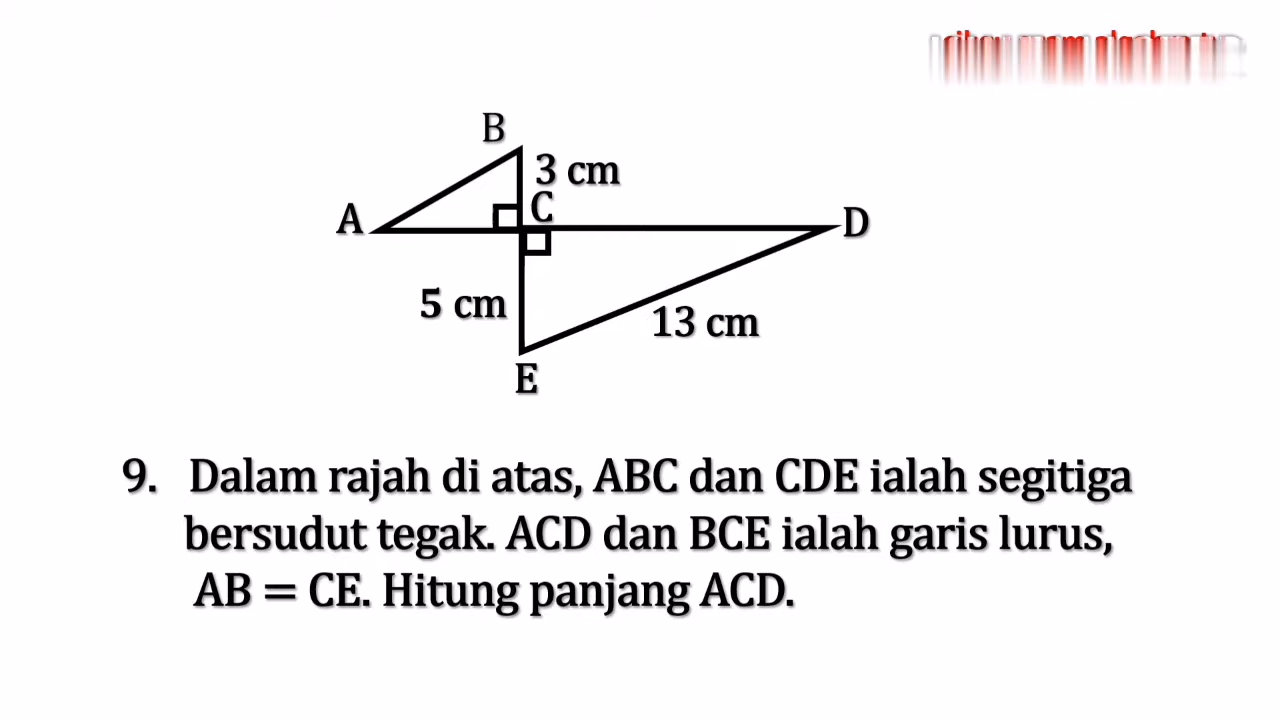 B
3 cm
A
C
D
5 cm
13 cm
E
9. Dalam rajah di atas, ABC dan CDE ialah segitiga
bersudut tegak. ACD dan BCE ialah garis lurus,
AB = CE. Hitung panjang ACD.